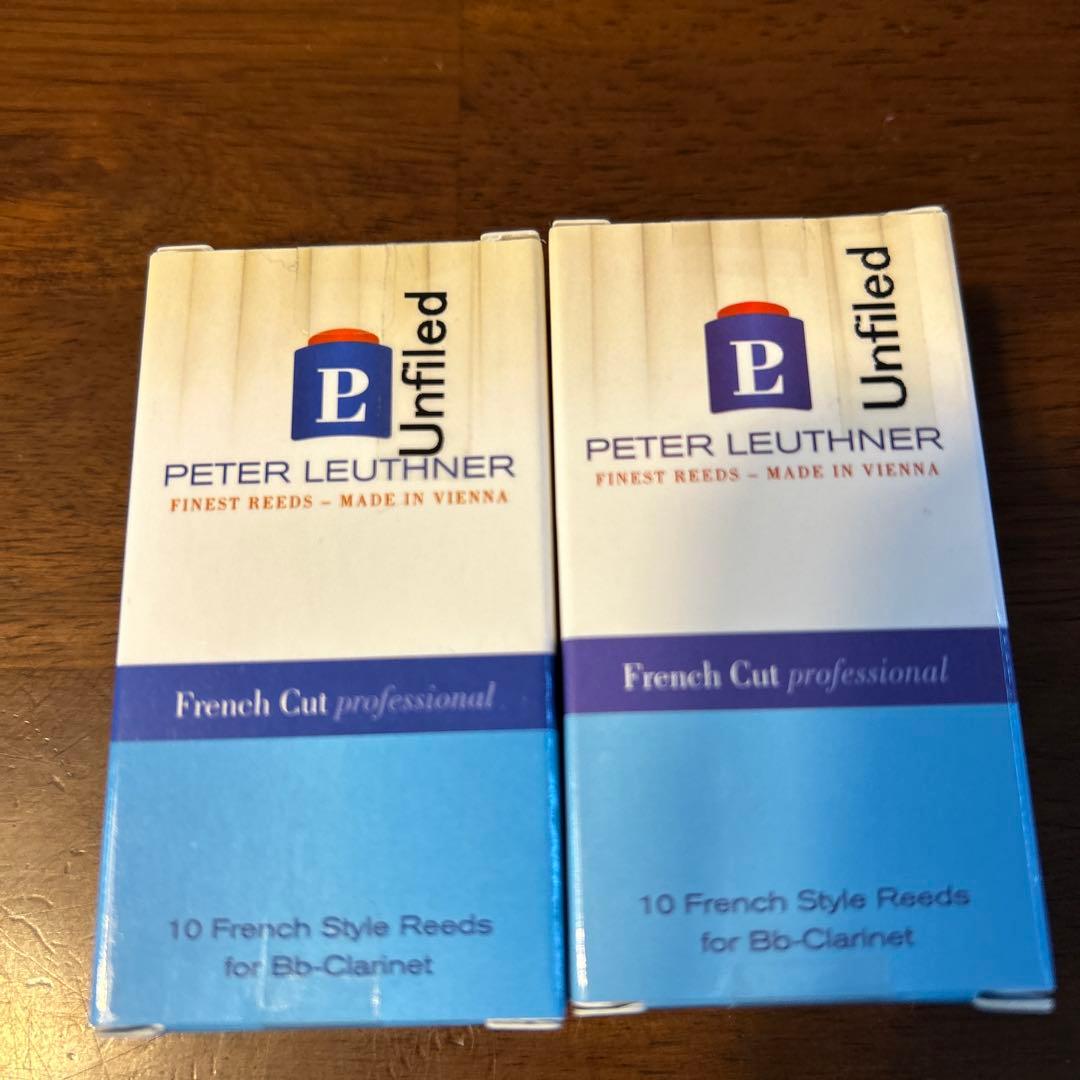 Unfiled
PL
PETER LEUTHNER
FINEST REEDS – MADE IN VIENNA
French Cut professional
10 French Style Reeds
for Bb-Clarinet
Unfiled
PL
PETER LEUTHNER
FINEST REEDS – MADE IN VIENNA
French Cut professional
10 French Style Reeds
for Bb-Clarinet